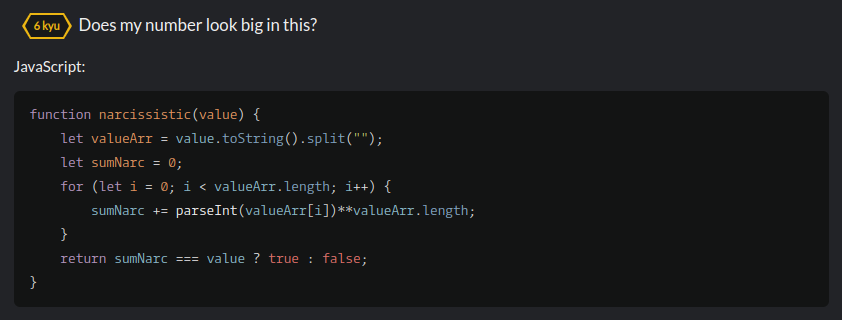 6 kyu Does my number look big in this?
JavaScript:
function narcissistic(value) {
    let valueArr = value.toString().split("");
    let sumNarc = 0;
    for (let i = 0; i < valueArr.length; i++) {
        sumNarc += parseInt(valueArr[i])**valueArr.length;
    }
    return sumNarc === value ? true : false;
}